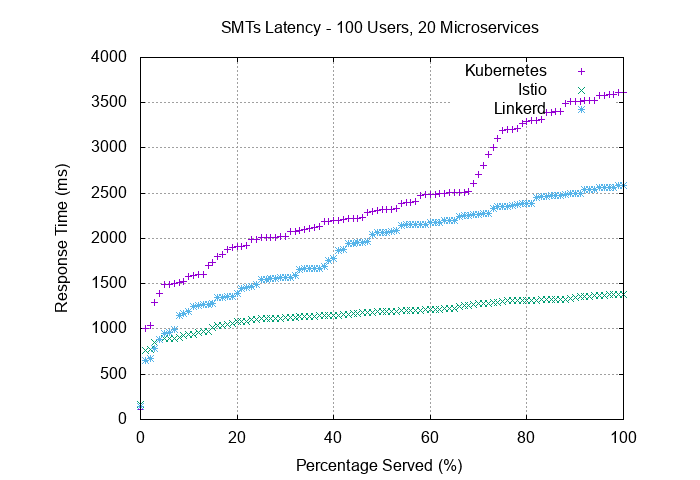 SMTs Latency - 100 Users, 20 Microservices
4000
3500
3000
2500
2000
1500
1000
500
0
Response Time (ms)
Kubernetes
Istio
Linkerd
0 20 40 60 80 100
Percentage Served (%)